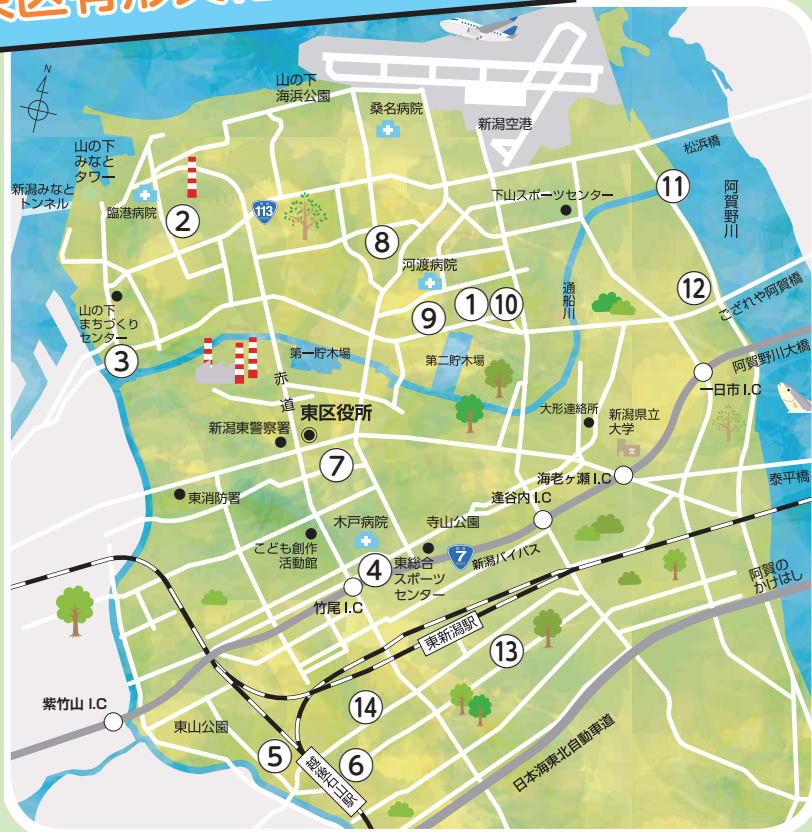 東区
N
山の下
海浜公園
桑名病院
新潟空港
松浜橋
山の下
みなと
タワー
新潟みなと
トンネル
臨港病院
②
113
下山スポーツセンター
⑪
阿賀野川
⑧
河渡病院
①
⑩
⑨
通船川
⑫
ござれや阿賀橋
山の下
まちづくり
センター
③
第一貯木場
第二貯木場
阿賀野川大橋
一日市 I.C
赤道
東区役所
新潟東警察署
大形連絡所
新潟県立
大学
文
⑦
海老ヶ瀬 I.C
泰平橋
東消防署
逢谷内 I.C
木戸病院
寺山公園
こども創作
活動館
④
東総合
スポーツ
センター
7
新潟バイパス
阿賀の
かけはし
竹尾 I.C
東新潟駅
⑬
紫竹山 I.C
⑭
東山公園
⑤
⑥
越後石山駅
日本海東北自動車道